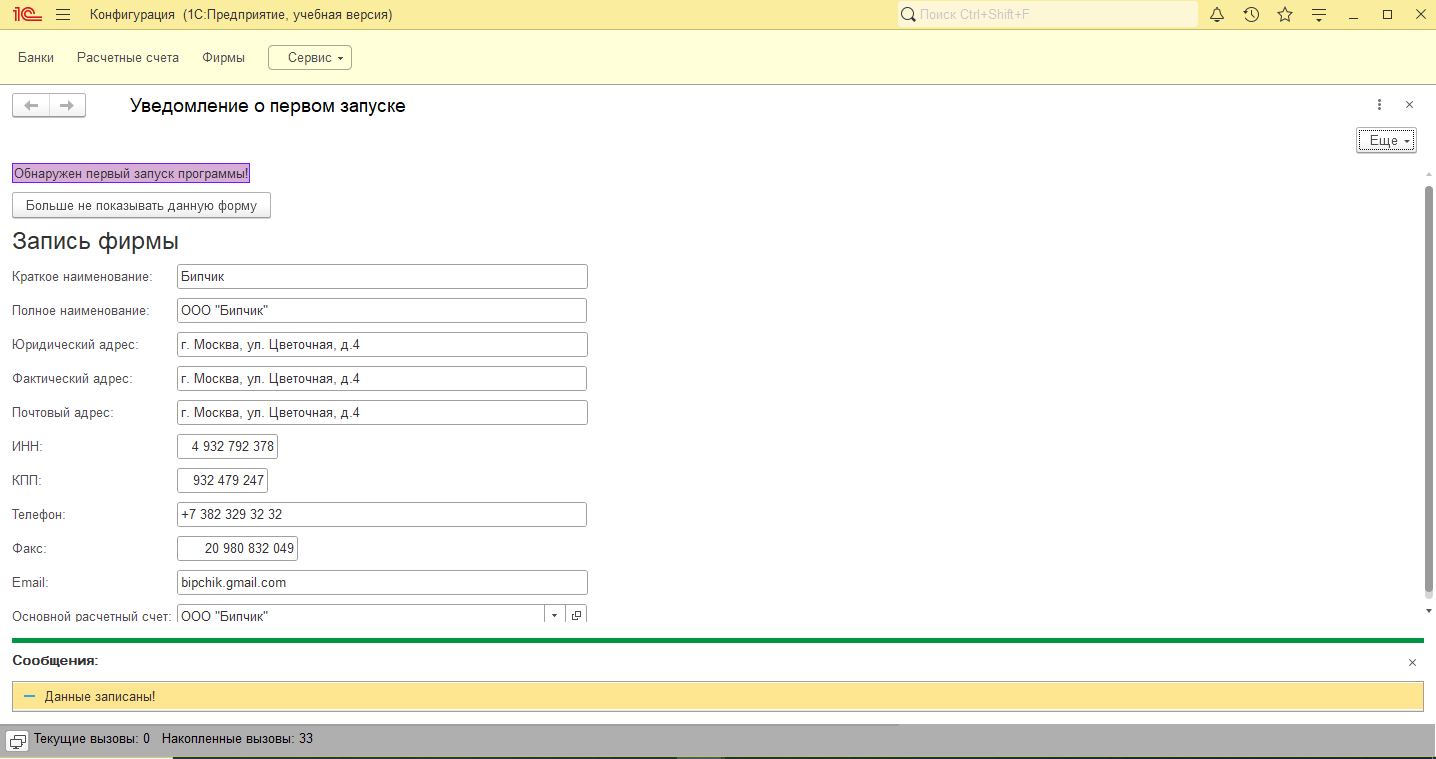 1С Конфигурация (1С:Предприятие, учебная версия) Поиск Ctrl+Shift+F
Банки Расчетные счета Фирмы Сервис
Уведомление о первом запуске
Еще
Обнаружен первый запуск программы!
Больше не показывать данную форму
Запись фирмы
Краткое наименование: Бипчик
Полное наименование: ООО "Бипчик"
Юридический адрес: г. Москва, ул. Цветочная, д.4
Фактический адрес: г. Москва, ул. Цветочная, д.4
Почтовый адрес: г. Москва, ул. Цветочная, д.4
ИНН: 4 932 792 378
КПП: 932 479 247
Телефон: +7 382 329 32 32
Факс: 20 980 832 049
Email: bipchik.gmail.com
Основной расчетный счет: ООО "Бипчик"
Сообщения:
Данные записаны!
Текущие вызовы: 0 Накопленные вызовы: 33